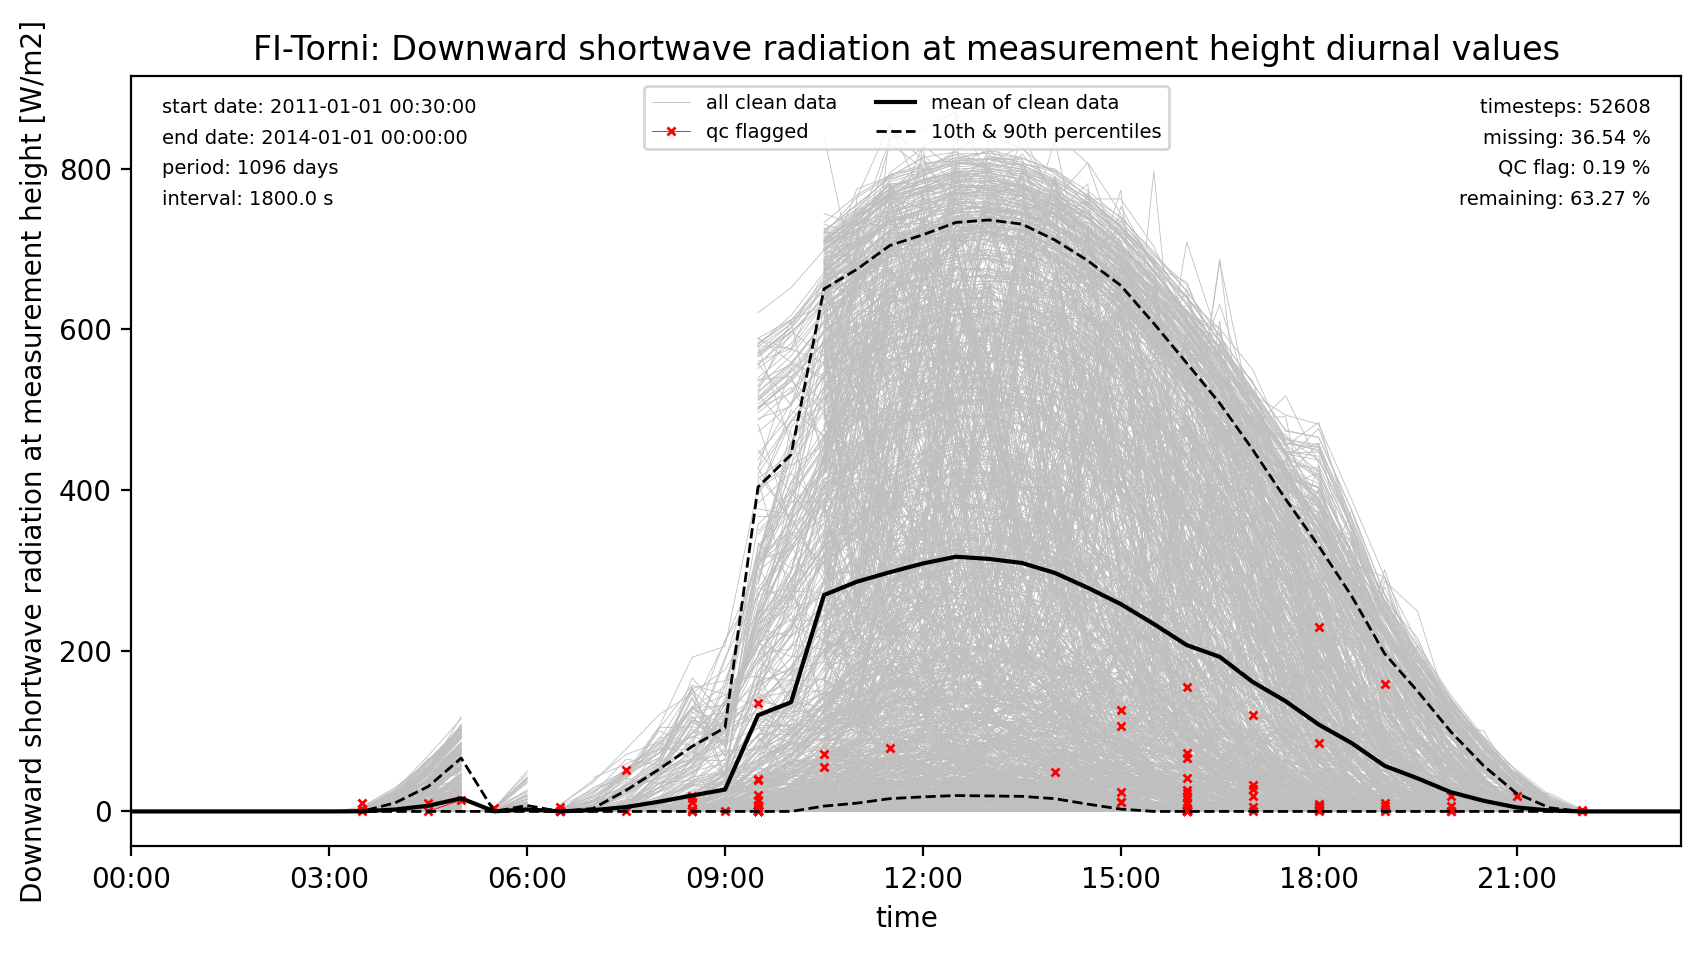 FI-Torni: Downward shortwave radiation at measurement height diurnal values
Downward shortwave radiation at measurement height [W/m2]
start date: 2011-01-01 00:30:00
end date: 2014-01-01 00:00:00
period: 1096 days
interval: 1800.0 s
all clean data
qc flagged
mean of clean data
10th & 90th percentiles
timesteps: 52608
missing: 36.54 %
QC flag: 0.19 %
remaining: 63.27 %
800
600
400
200
0
00:00 03:00 06:00 09:00 12:00 15:00 18:00 21:00
time